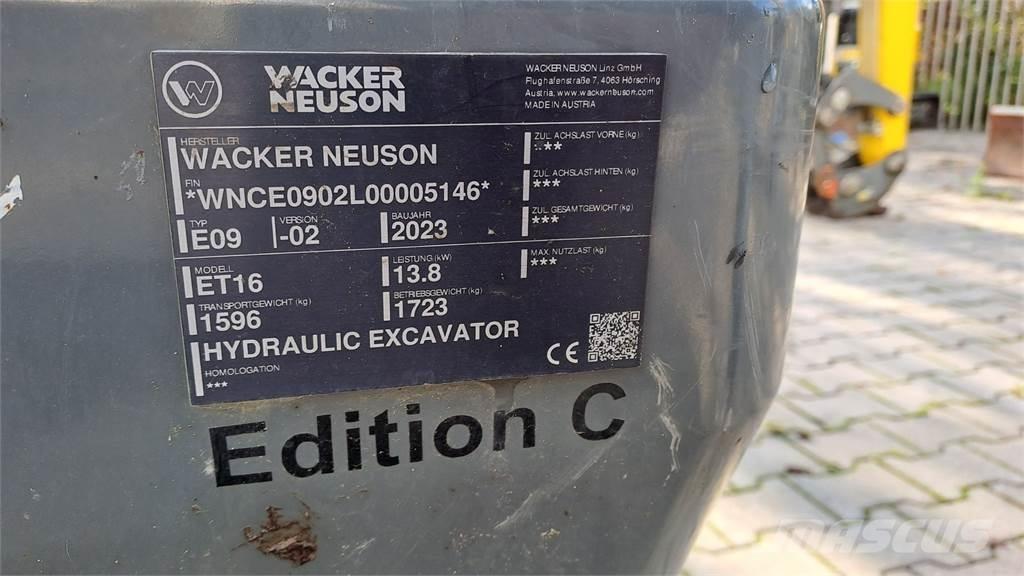 WACKER
NEUSON
WACKER NEUSON Linz GmbH
Flughafenstraße 7, 4063 Hörsching
Austria, www.wackerneuson.com
MADE IN AUSTRIA
HERSTELLER
WACKER NEUSON
FIN
*WNCE0902L00005146*
TYP
E09
VERSION
-02
BAUJAHR
2023
MODELL
ET16
LEISTUNG (kW)
13.8
TRANSPORTGEWICHT (kg)
1596
BETRIEBSGEWICHT (kg)
1723
HYDRAULIC EXCAVATOR
HOMOLOGATION
***
ZUL. ACHSLAST VORNE (kg)
***
ZUL. ACHSLAST HINTEN (kg)
***
ZUL. GESAMTGEWICHT (kg)
***
MAX. NUTZLAST (kg)
***
CE
Edition C
MASCUS